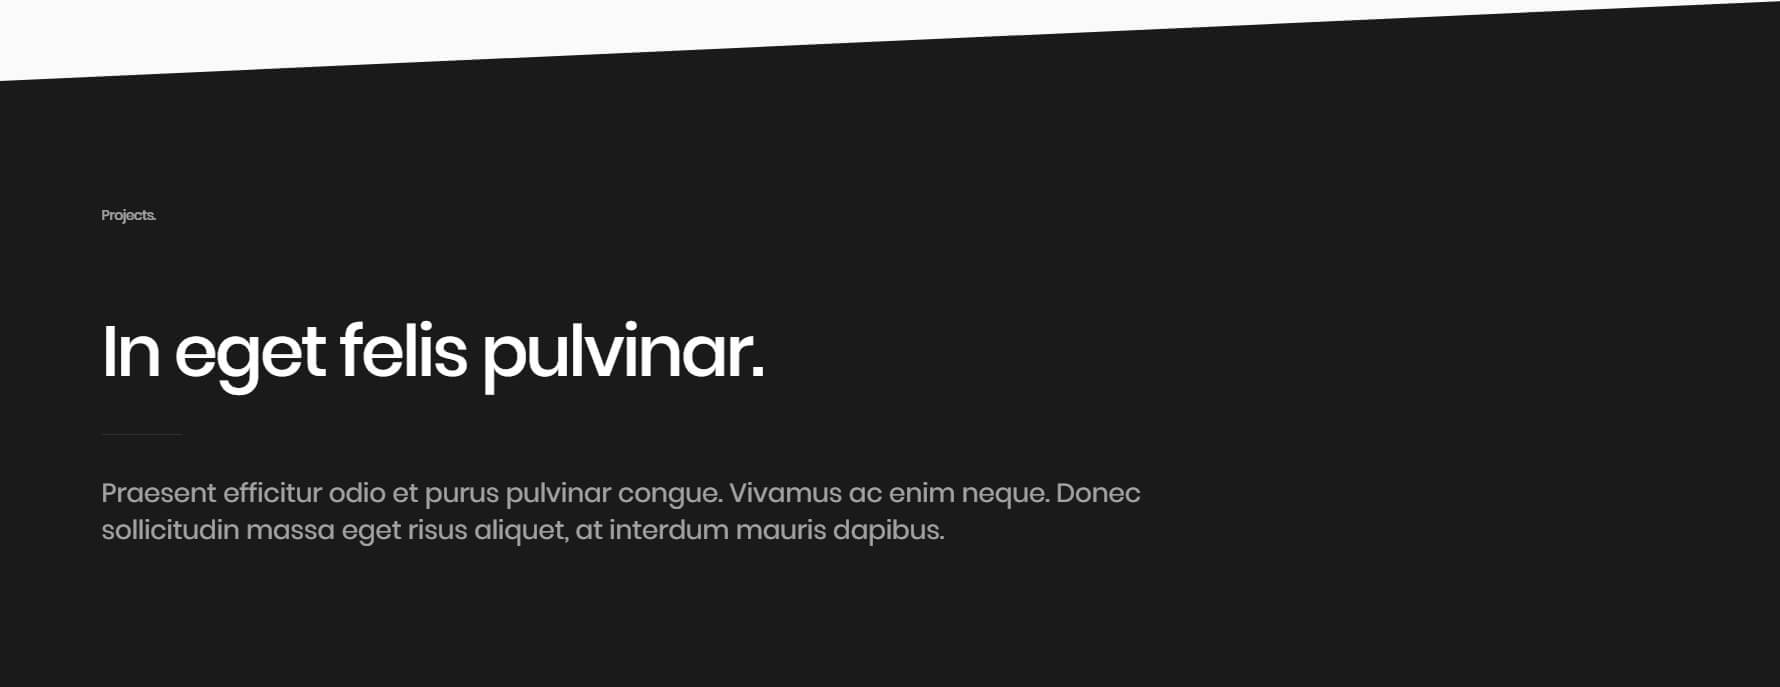 Projects.
In eget felis pulvinar.
Praesent efficitur odio et purus pulvinar congue. Vivamus ac enim neque. Donec
sollicitudin massa eget risus aliquet, at interdum mauris dapibus.